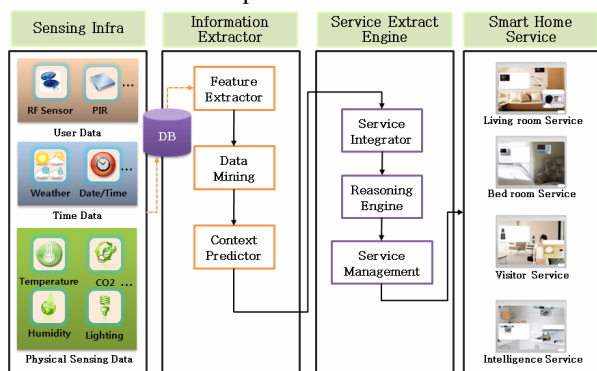 Sensing Infra
Information
Extractor
Service Extract
Engine
Smart Home
Service
RF Sensor
PIR
...
User Data
Weather
Date/Time
...
Time Data
Temperature
CO2
...
Humidity
Lighting
Physical Sensing Data
DB
Feature
Extractor
Data
Mining
Context
Predictor
Service
Integrator
Reasoning
Engine
Service
Management
Living room Service
Bed room Service
Visitor Service
Intelligence Service